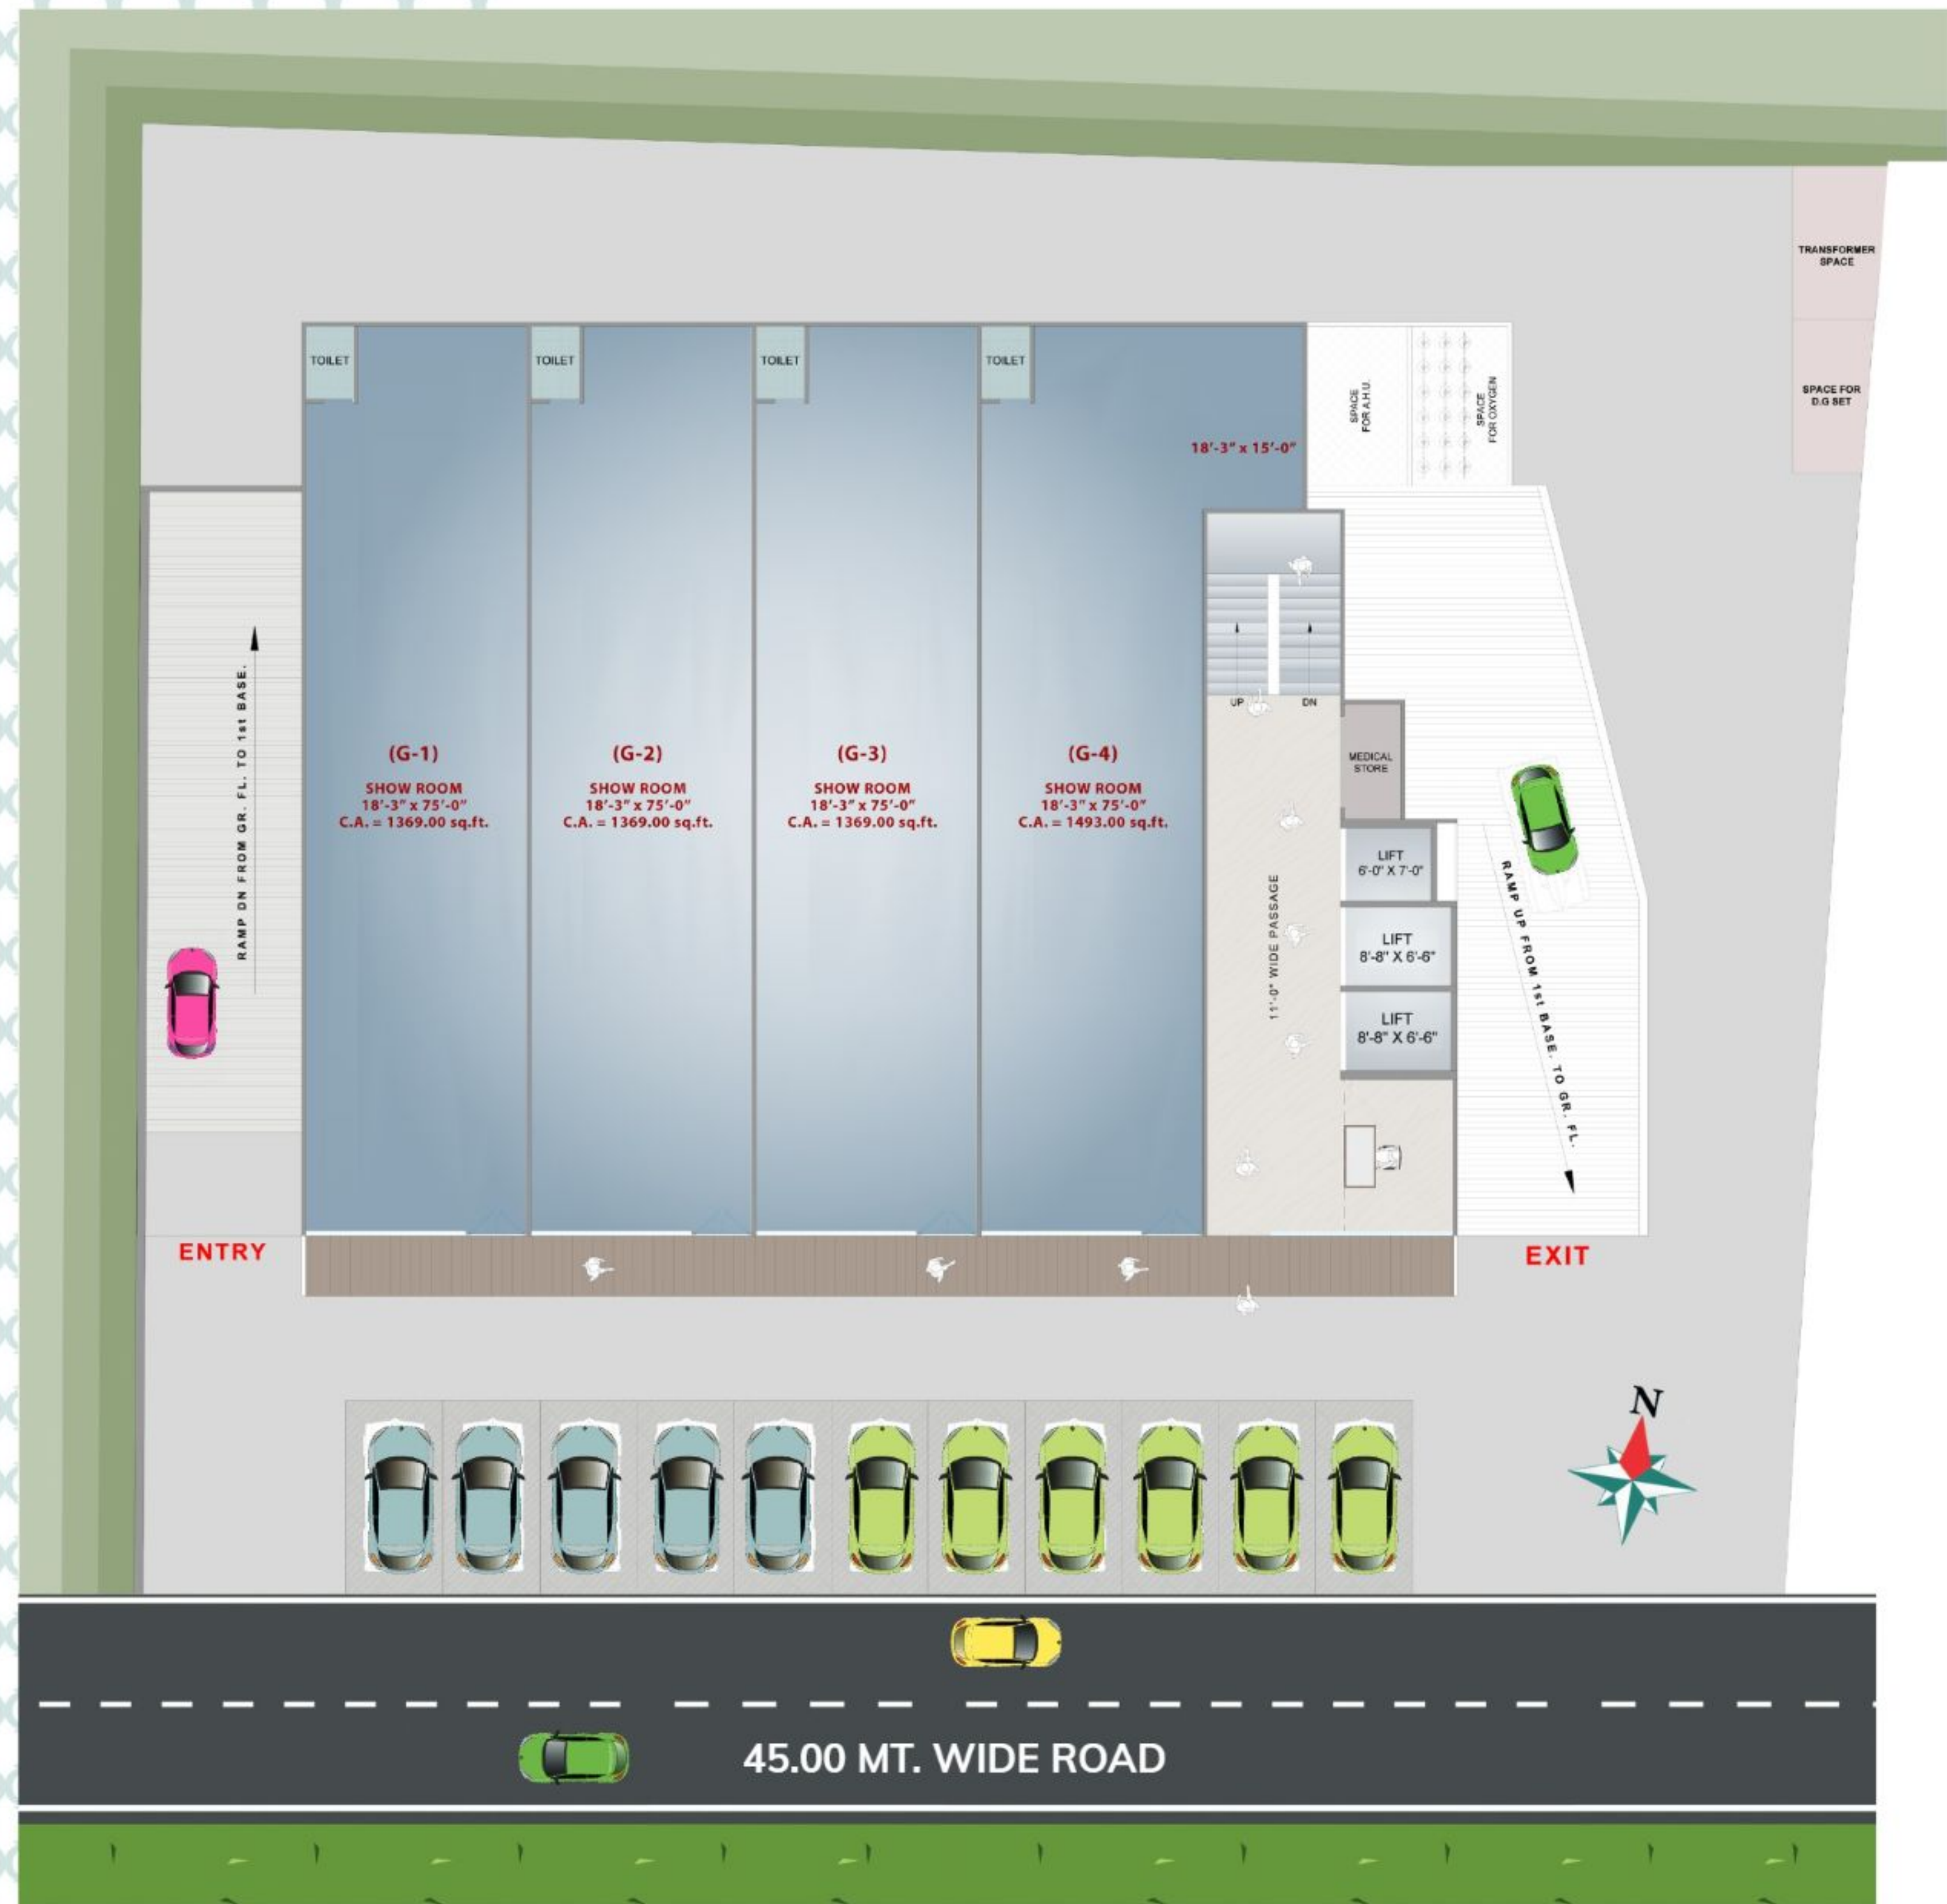 TRANSFORMER
SPACE
SPACE FOR
D.G SET
TOILET
TOILET
TOILET
TOILET
18'-3" x 15'-0"
SPACE
FOR A.H.U.
SPACE
FOR OXYGEN
RAMP DN FROM GR. FL. TO 1st BASE.
(G-1)
SHOW ROOM
18'-3" x 75'-0"
C.A. = 1369.00 sq.ft.
(G-2)
SHOW ROOM
18'-3" x 75'-0"
C.A. = 1369.00 sq.ft.
(G-3)
SHOW ROOM
18'-3" x 75'-0"
C.A. = 1369.00 sq.ft.
(G-4)
SHOW ROOM
18'-3" x 75'-0"
C.A. = 1493.00 sq.ft.
UP
DN
MEDICAL
STORE
11'-0" WIDE PASSAGE
LIFT
6'-0" X 7'-0"
LIFT
8'-8" X 6'-6"
LIFT
8'-8" X 6'-6"
RAMP UP FROM 1st BASE. TO GR. FL.
ENTRY
EXIT
N
45.00 MT. WIDE ROAD